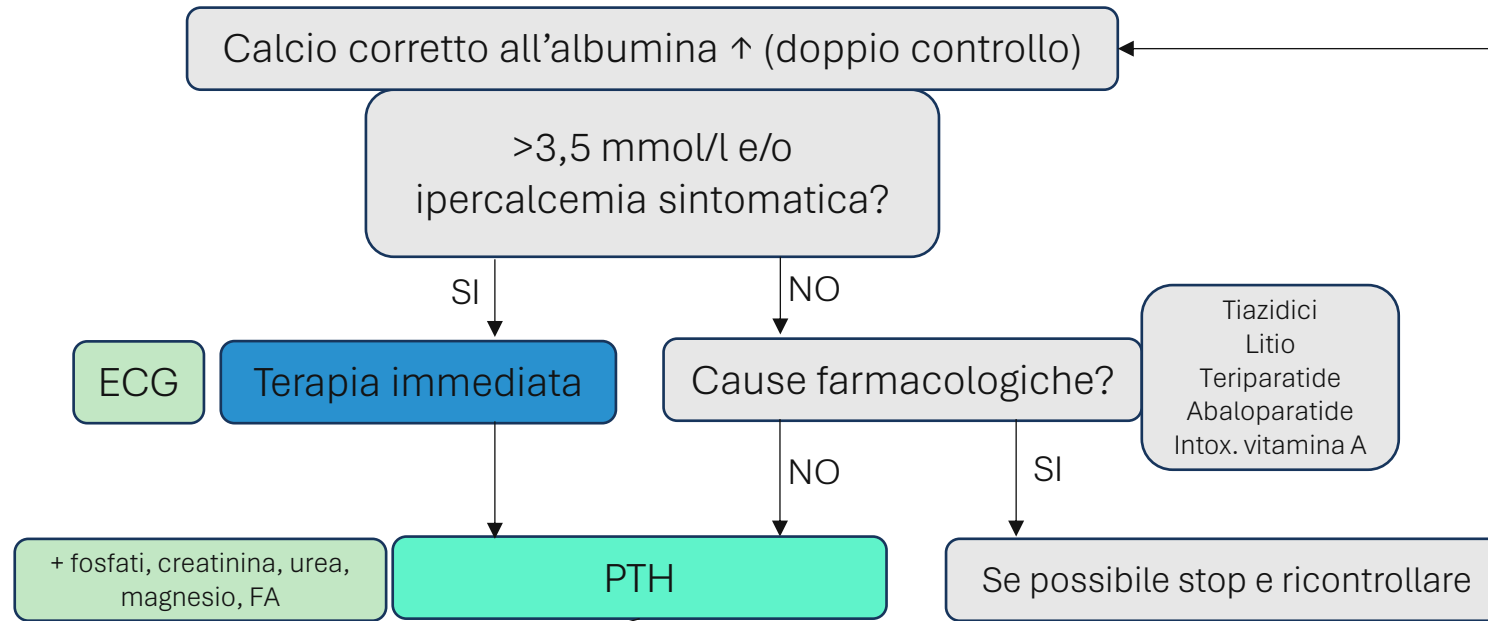 Calcio corretto all’albumina ↑ (doppio controllo)
>3,5 mmol/l e/o
ipercalcemia sintomatica?
SI
NO
Tiazidici
Litio
Teriparatide
Abaloparatide
Intox. vitamina A
ECG
Terapia immediata
Cause farmacologiche?
NO
SI
+ fosfati, creatinina, urea,
magnesio, FA
PTH
Se possibile stop e ricontrollare